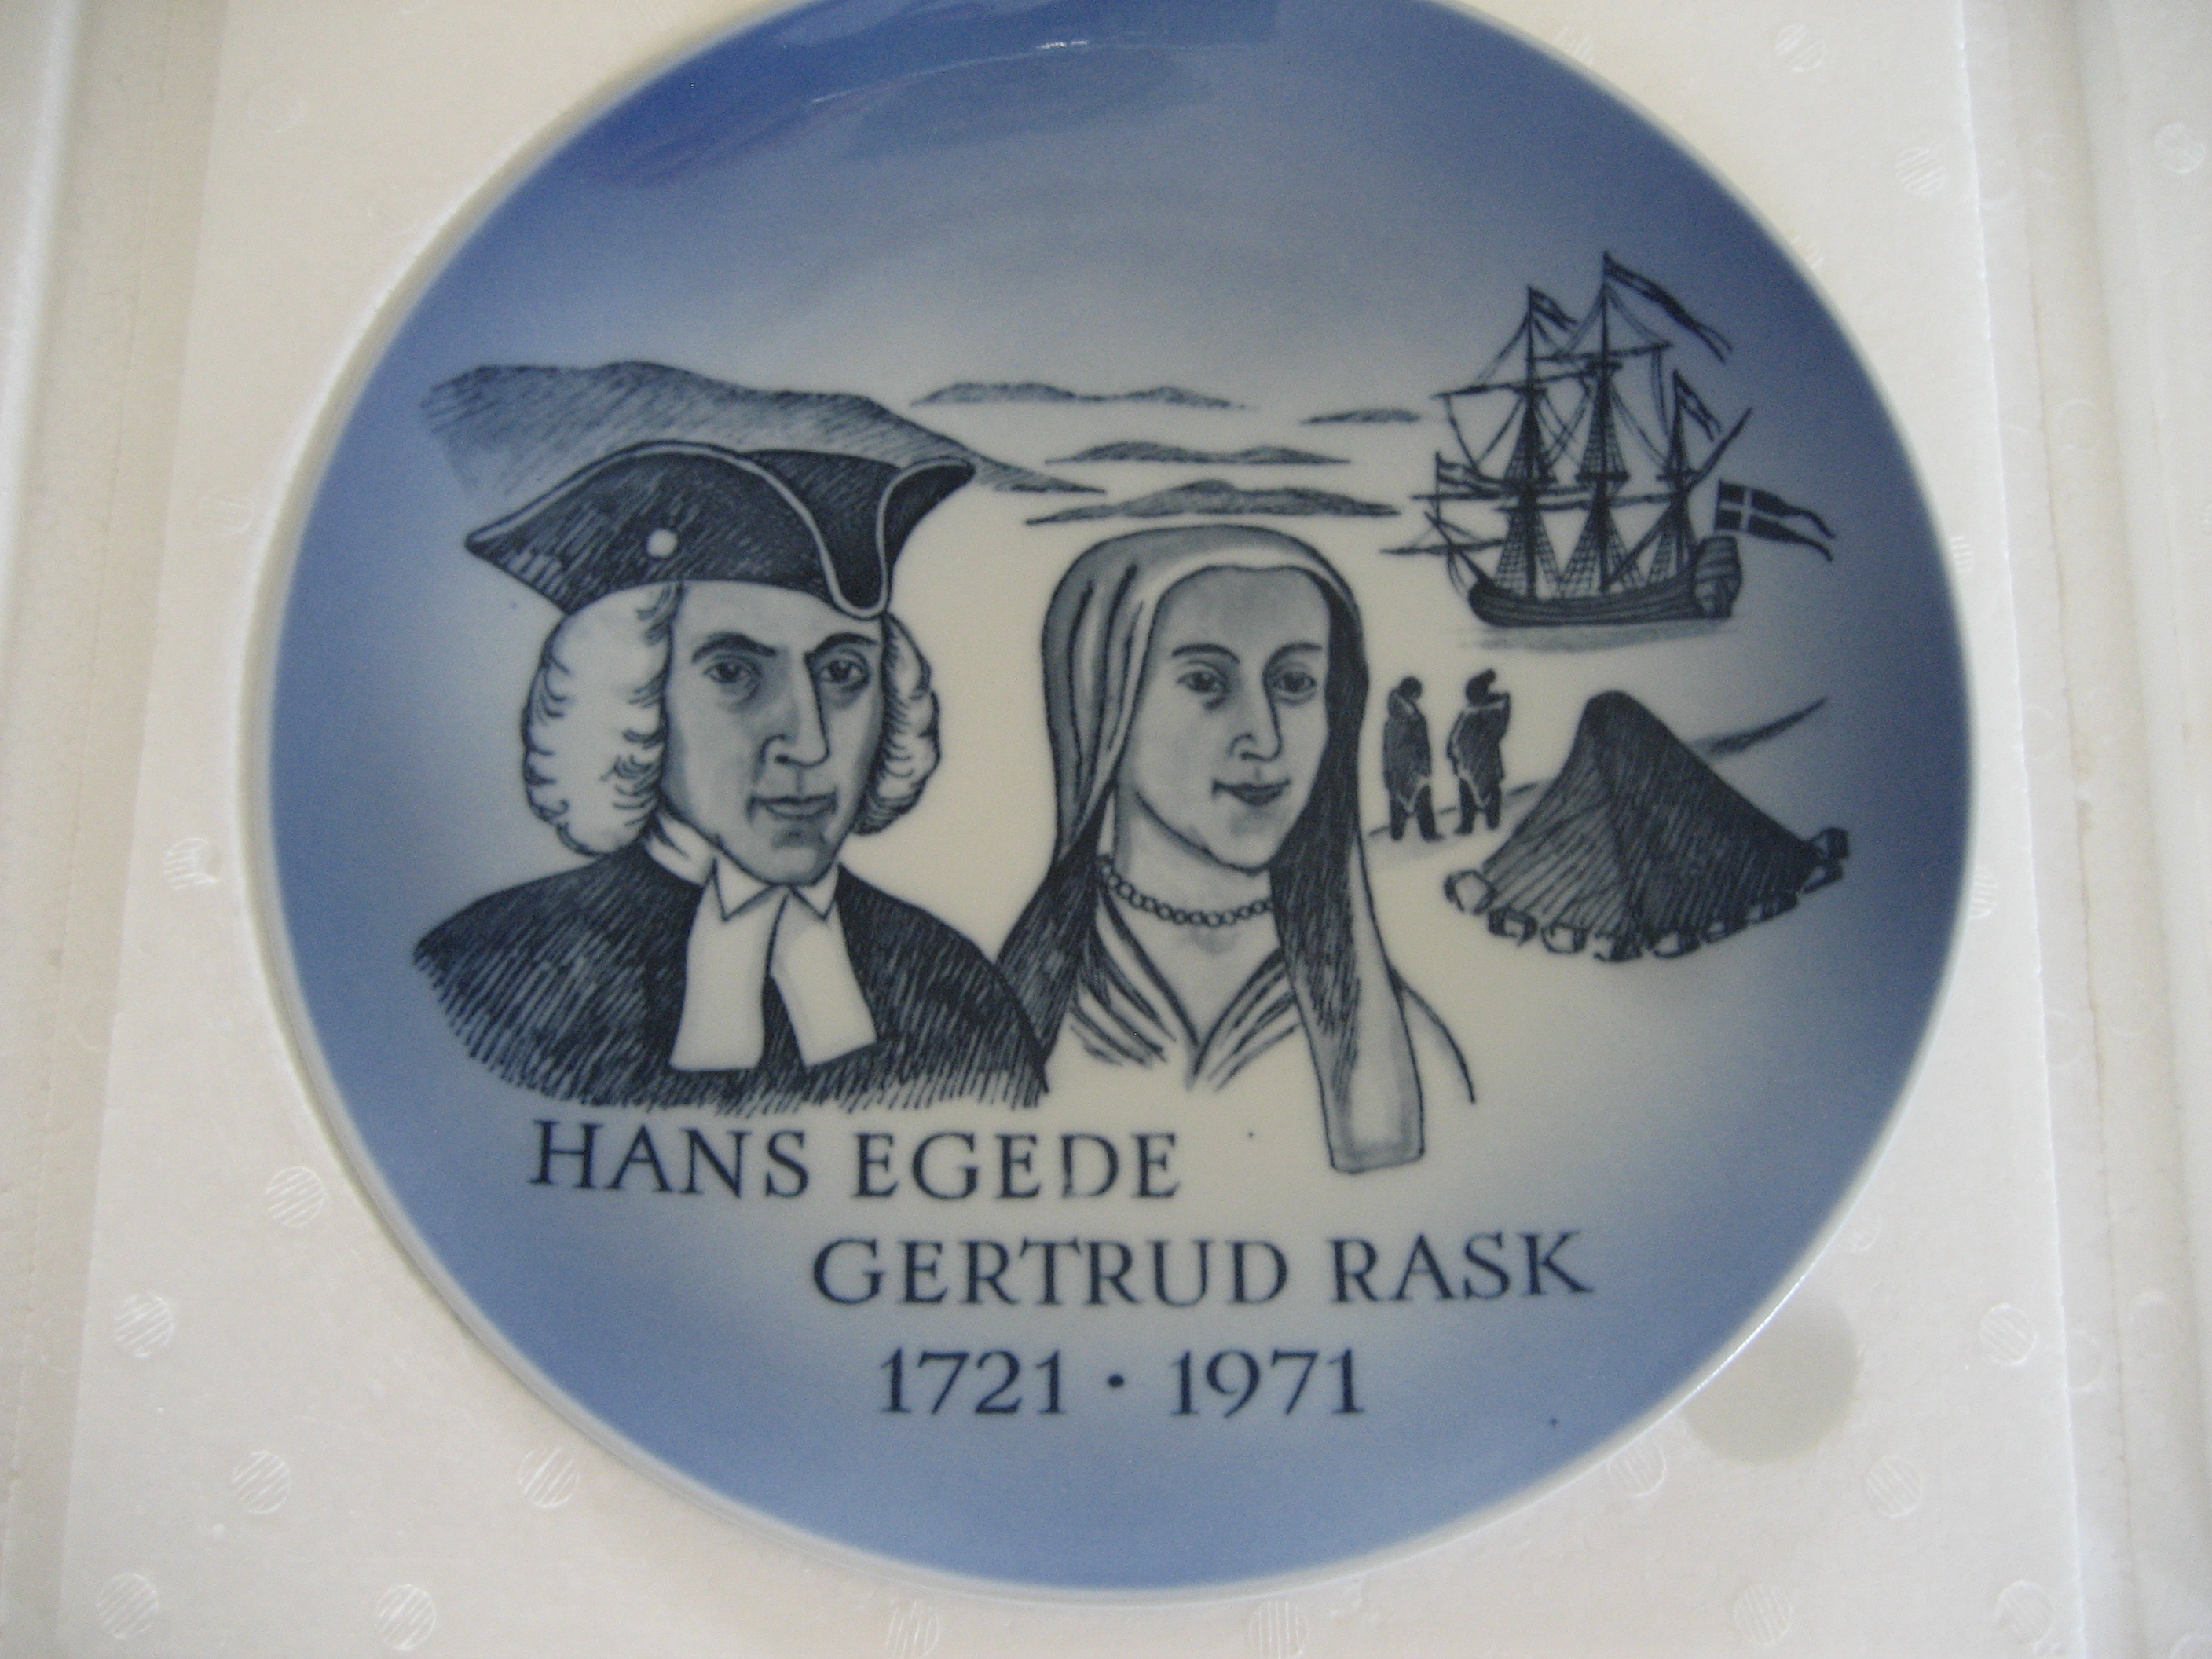 HANS EGEDE
GERTRUD RASK
1721 · 1971